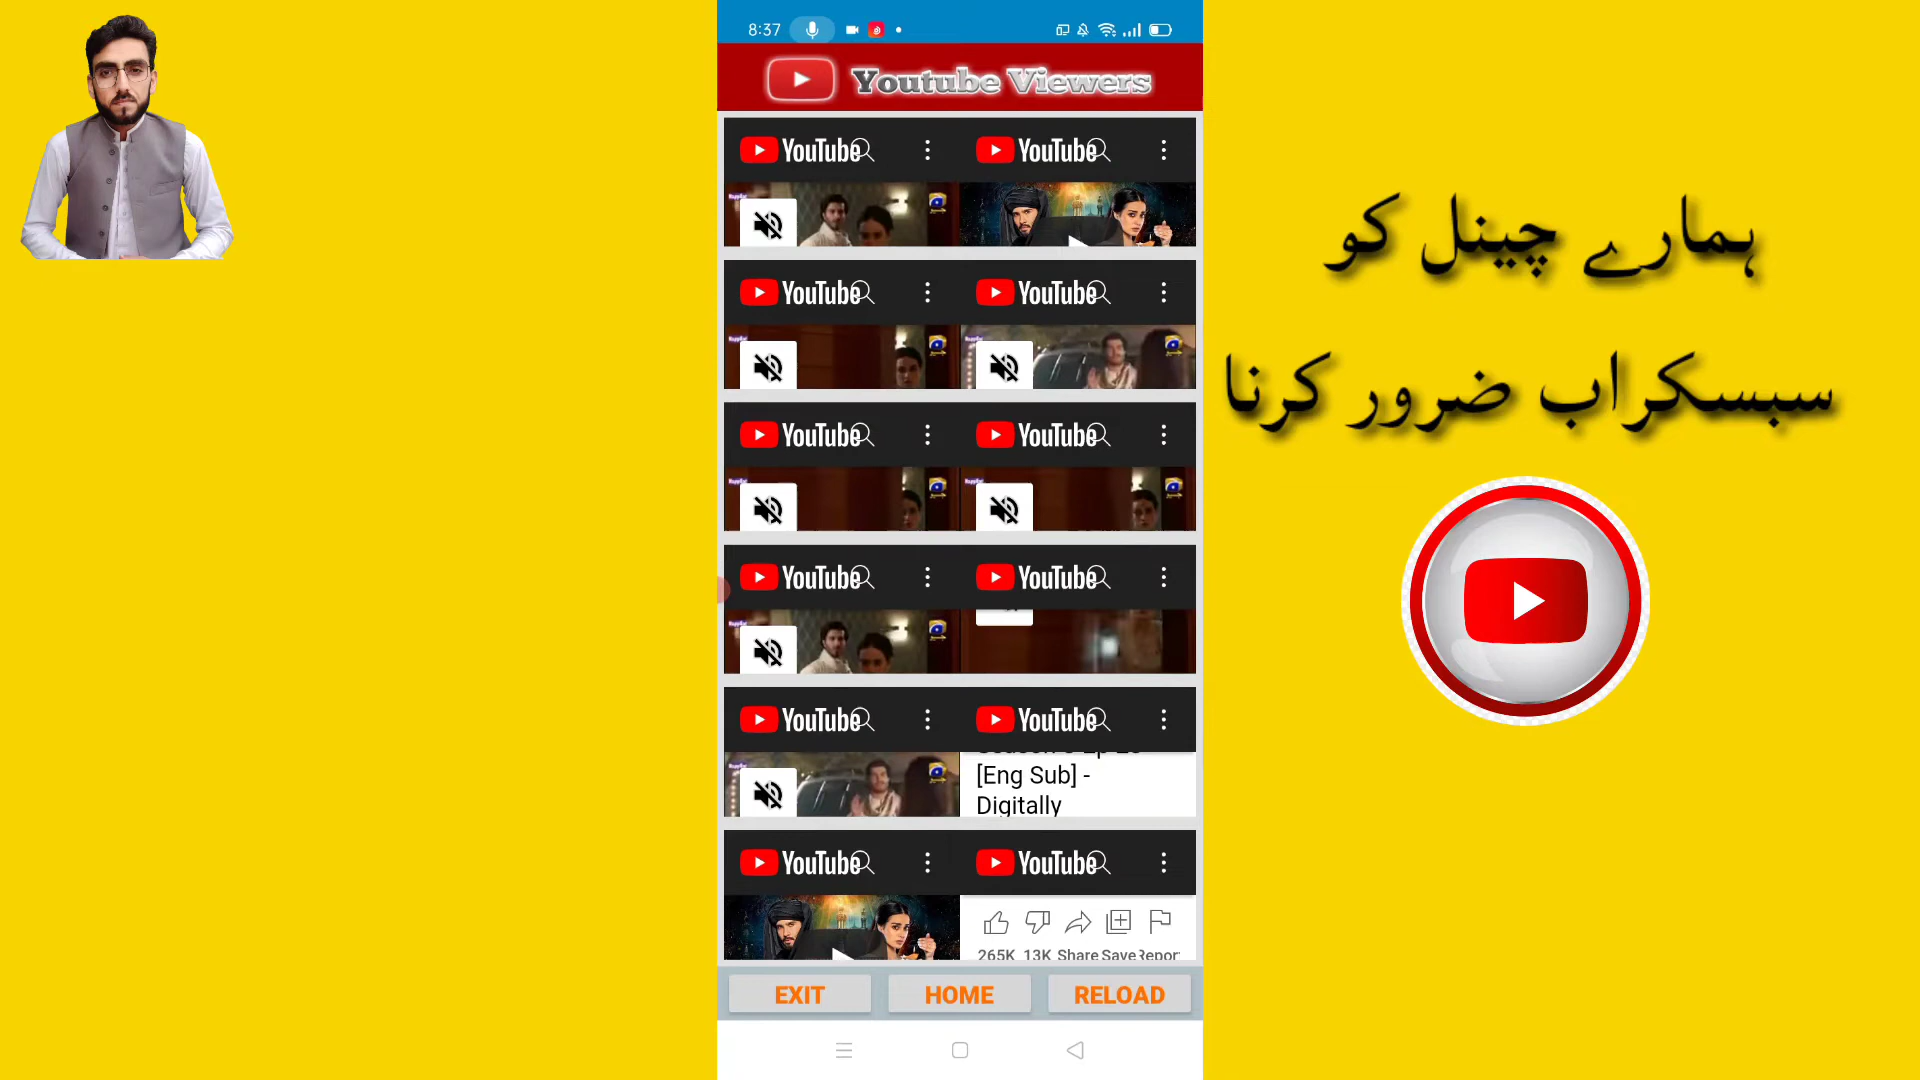 8:37
Youtube Viewers
YouTube YouTube
YouTube YouTube
YouTube YouTube
YouTube YouTube
YouTube YouTube
[Eng Sub] -
Digitally
YouTube YouTube
265K 13K Share Save Repor
EXIT HOME RELOAD
ہمارے چینل کو
سبسکراب ضرور کرنا